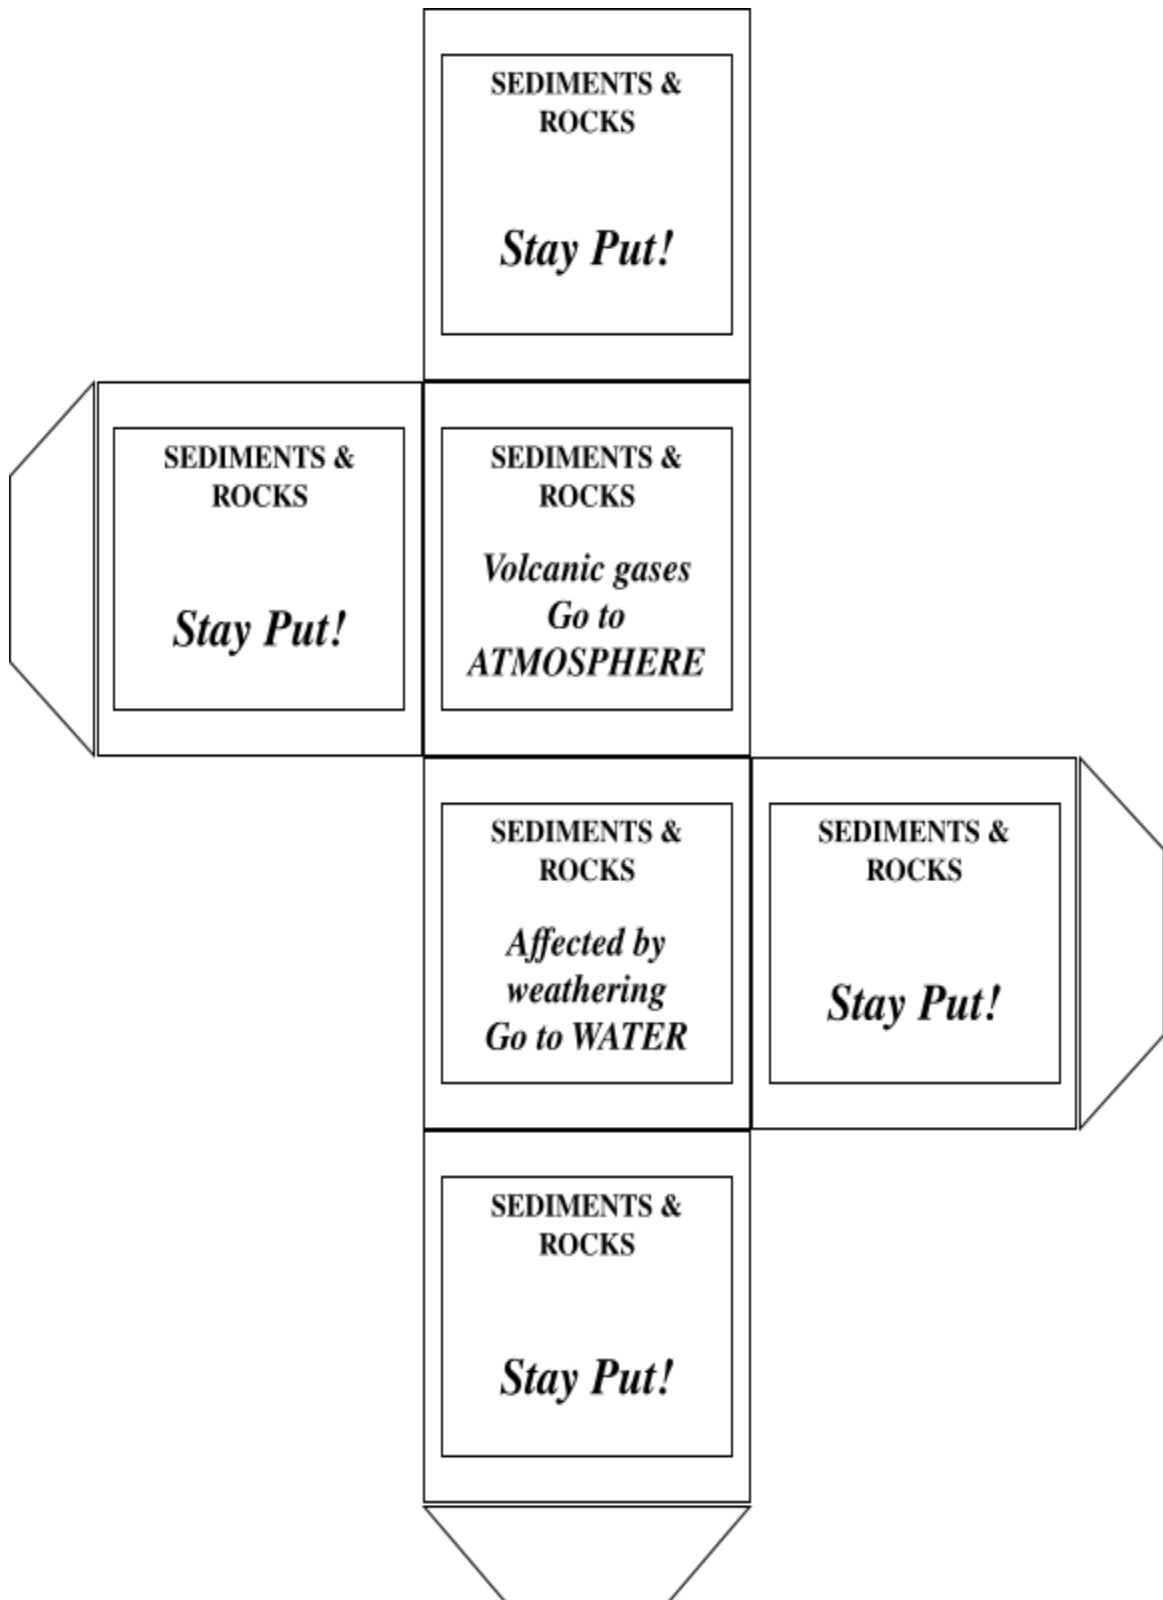 SEDIMENTS &
ROCKS
Stay Put!
SEDIMENTS &
ROCKS
Stay Put!
SEDIMENTS &
ROCKS
Volcanic gases
Go to
ATMOSPHERE
SEDIMENTS &
ROCKS
Affected by
weathering
Go to WATER
SEDIMENTS &
ROCKS
Stay Put!
SEDIMENTS &
ROCKS
Stay Put!